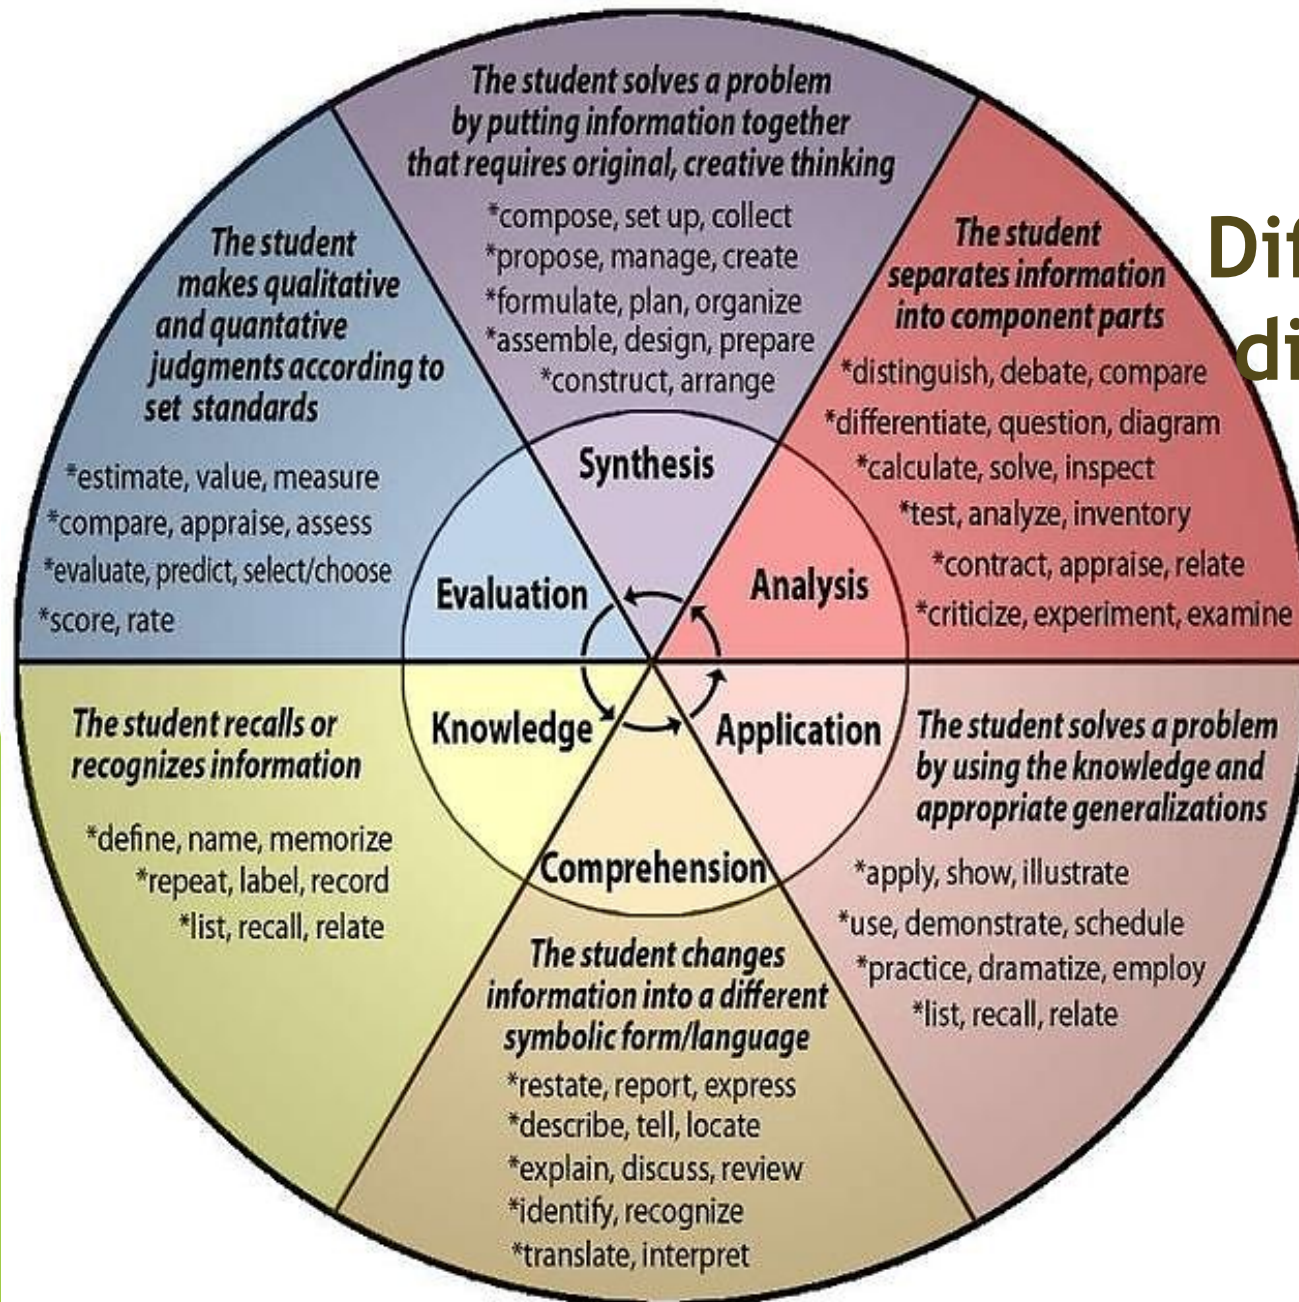 The student solves a problem
by putting information together
that requires original, creative thinking
*compose, set up, collect
*propose, manage, create
*formulate, plan, organize
*assemble, design, prepare
*construct, arrange
Synthesis
The student
separates information
into component parts
*distinguish, debate, compare
*differentiate, question, diagram
*calculate, solve, inspect
*test, analyze, inventory
*contract, appraise, relate
*criticize, experiment, examine
Analysis
The student
makes qualitative
and quantative
judgments according to
set standards
*estimate, value, measure
*compare, appraise, assess
*evaluate, predict, select/choose
*score, rate
Evaluation
Knowledge
The student recalls or
recognizes information
*define, name, memorize
*repeat, label, record
*list, recall, relate
Comprehension
The student changes
information into a different
symbolic form/language
*restate, report, express
*describe, tell, locate
*explain, discuss, review
*identify, recognize
*translate, interpret
Application
The student solves a problem
by using the knowledge and
appropriate generalizations
*apply, show, illustrate
*use, demonstrate, schedule
*practice, dramatize, employ
*list, recall, relate